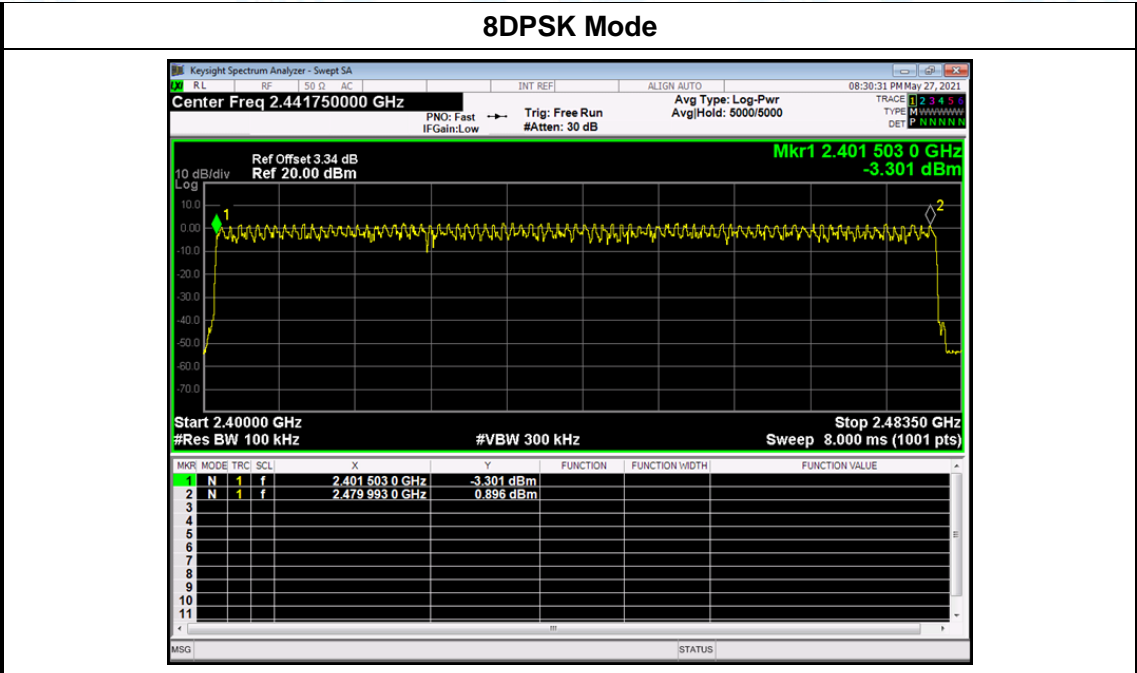 8DPSK Mode
Keysight Spectrum Analyzer - Swept SA
RL RF 50 Ω AC INT REF ALIGN AUTO 08:30:31 PM May 27, 2021
Center Freq 2.441750000 GHz
PNO: Fast
IFGain:Low
Trig: Free Run
#Atten: 30 dB
Avg Type: Log-Pwr
Avg|Hold: 5000/5000
TRACE 1 2 3 4 5 6
TYPE M WWWWW
DET P N N N N N
Ref Offset 3.34 dB
Ref 20.00 dBm
10 dB/div
Log
Mkr1 2.401 503 0 GHz
-3.301 dBm
10.0
0.00
-10.0
-20.0
-30.0
-40.0
-50.0
-60.0
-70.0
1
2
Start 2.40000 GHz Stop 2.48350 GHz
#Res BW 100 kHz #VBW 300 kHz Sweep 8.000 ms (1001 pts)
MKR MODE TRC SCL X Y FUNCTION FUNCTION WIDTH FUNCTION VALUE
1 N 1 f 2.401 503 0 GHz -3.301 dBm
2 N 1 f 2.479 993 0 GHz 0.896 dBm
3
4
5
6
7
8
9
10
11
MSG STATUS